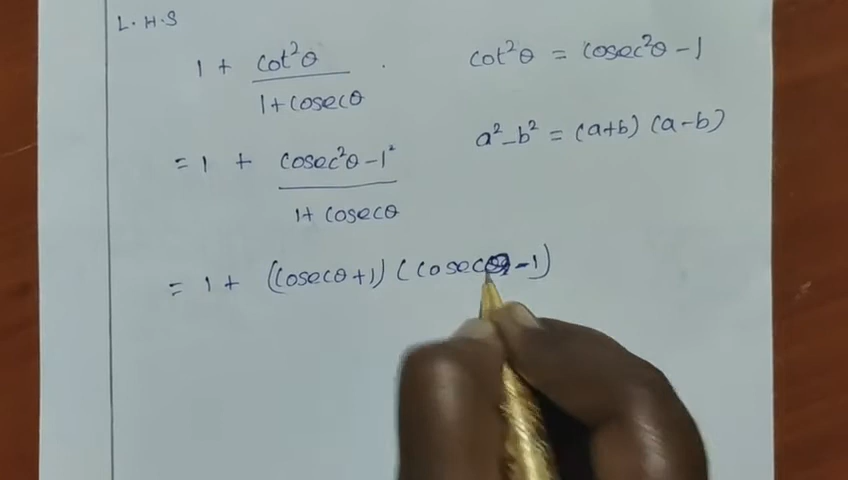 L.H.S
1 + cot²θ / 1+cosecθ
cot²θ = cosec²θ - 1
= 1 + cosec²θ - 1² / 1+ cosecθ
a² - b² = (a+b) (a-b)
= 1 + (cosecθ + 1) (cosecθ - 1)